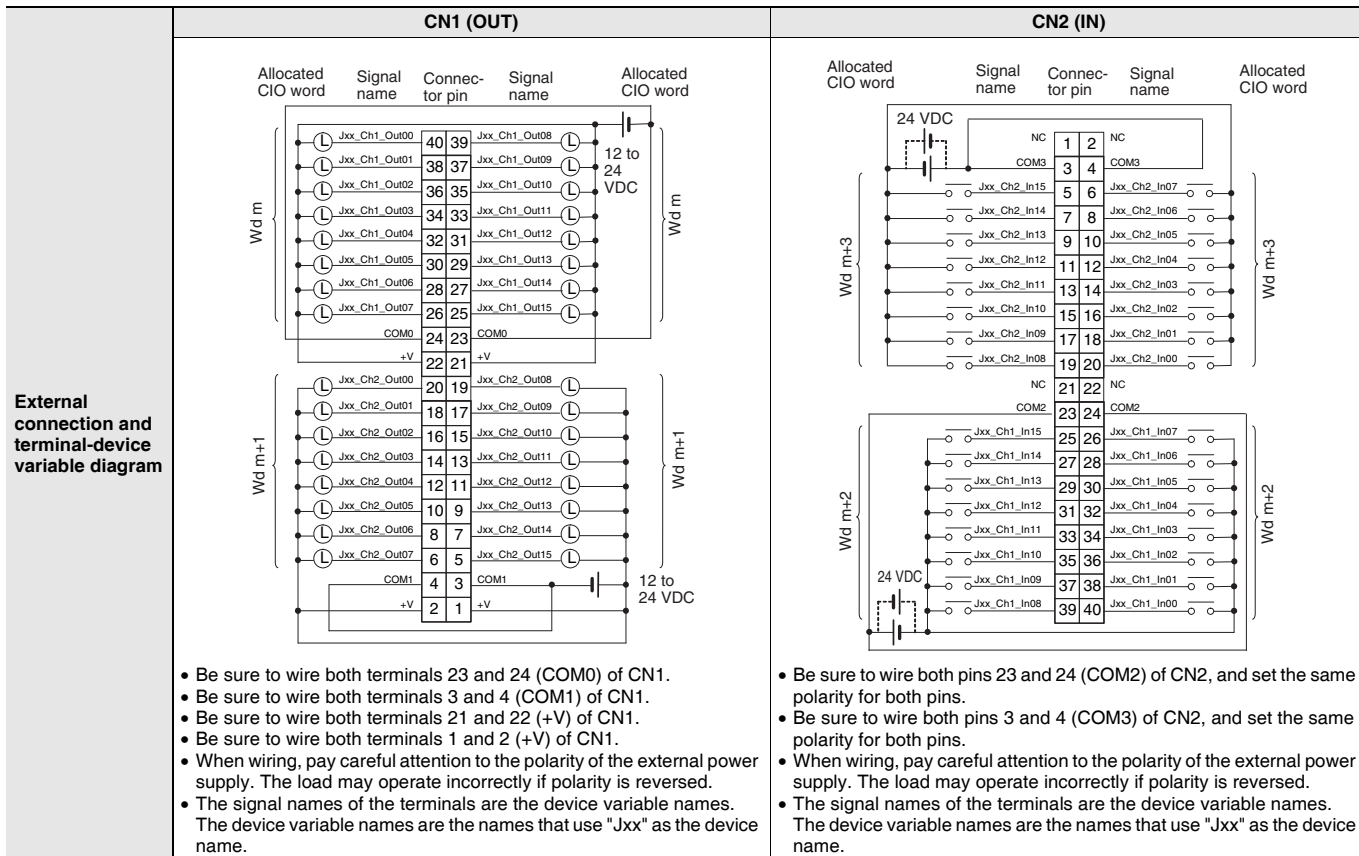 CN1 (OUT)
CN2 (IN)
External
connection and
terminal-device
variable diagram
Allocated
CIO word
Signal
name
Connec-
tor pin
Signal
name
Allocated
CIO word
Wd m
Jxx_Ch1_Out00 40 39 Jxx_Ch1_Out08
Jxx_Ch1_Out01 38 37 Jxx_Ch1_Out09
Jxx_Ch1_Out02 36 35 Jxx_Ch1_Out10
Jxx_Ch1_Out03 34 33 Jxx_Ch1_Out11
Jxx_Ch1_Out04 32 31 Jxx_Ch1_Out12
Jxx_Ch1_Out05 30 29 Jxx_Ch1_Out13
Jxx_Ch1_Out06 28 27 Jxx_Ch1_Out14
Jxx_Ch1_Out07 26 25 Jxx_Ch1_Out15
12 to
24
VDC
Wd m
COM0 24 23 COM0
+V 22 21 +V
Wd m+1
Jxx_Ch2_Out00 20 19 Jxx_Ch2_Out08
Jxx_Ch2_Out01 18 17 Jxx_Ch2_Out09
Jxx_Ch2_Out02 16 15 Jxx_Ch2_Out10
Jxx_Ch2_Out03 14 13 Jxx_Ch2_Out11
Jxx_Ch2_Out04 12 11 Jxx_Ch2_Out12
Jxx_Ch2_Out05 10 9 Jxx_Ch2_Out13
Jxx_Ch2_Out06 8 7 Jxx_Ch2_Out14
Jxx_Ch2_Out07 6 5 Jxx_Ch2_Out15
Wd m+1
COM1 4 3 COM1
12 to
24 VDC
+V 2 1 +V
L L L L L L L L L L L L L L L L
L L L L L L L L L L L L L L L L
• Be sure to wire both terminals 23 and 24 (COM0) of CN1.
• Be sure to wire both terminals 3 and 4 (COM1) of CN1.
• Be sure to wire both terminals 21 and 22 (+V) of CN1.
• Be sure to wire both terminals 1 and 2 (+V) of CN1.
• When wiring, pay careful attention to the polarity of the external power
supply. The load may operate incorrectly if polarity is reversed.
• The signal names of the terminals are the device variable names.
The device variable names are the names that use "Jxx" as the device
name.
Allocated
CIO word
Signal
name
Connec-
tor pin
Signal
name
Allocated
CIO word
24 VDC
NC 1 2 NC
COM3 3 4 COM3
Wd m+3
Jxx_Ch2_In15 5 6 Jxx_Ch2_In07
Jxx_Ch2_In14 7 8 Jxx_Ch2_In06
Jxx_Ch2_In13 9 10 Jxx_Ch2_In05
Jxx_Ch2_In12 11 12 Jxx_Ch2_In04
Jxx_Ch2_In11 13 14 Jxx_Ch2_In03
Jxx_Ch2_In10 15 16 Jxx_Ch2_In02
Jxx_Ch2_In09 17 18 Jxx_Ch2_In01
Jxx_Ch2_In08 19 20 Jxx_Ch2_In00
Wd m+3
NC 21 22 NC
COM2 23 24 COM2
Wd m+2
Jxx_Ch1_In15 25 26 Jxx_Ch1_In07
Jxx_Ch1_In14 27 28 Jxx_Ch1_In06
Jxx_Ch1_In13 29 30 Jxx_Ch1_In05
Jxx_Ch1_In12 31 32 Jxx_Ch1_In04
Jxx_Ch1_In11 33 34 Jxx_Ch1_In03
Jxx_Ch1_In10 35 36 Jxx_Ch1_In02
Jxx_Ch1_In09 37 38 Jxx_Ch1_In01
Jxx_Ch1_In08 39 40 Jxx_Ch1_In00
Wd m+2
24 VDC
• Be sure to wire both pins 23 and 24 (COM2) of CN2, and set the same
polarity for both pins.
• Be sure to wire both pins 3 and 4 (COM3) of CN2, and set the same
polarity for both pins.
• When wiring, pay careful attention to the polarity of the external power
supply. The load may operate incorrectly if polarity is reversed.
• The signal names of the terminals are the device variable names.
The device variable names are the names that use "Jxx" as the device
name.